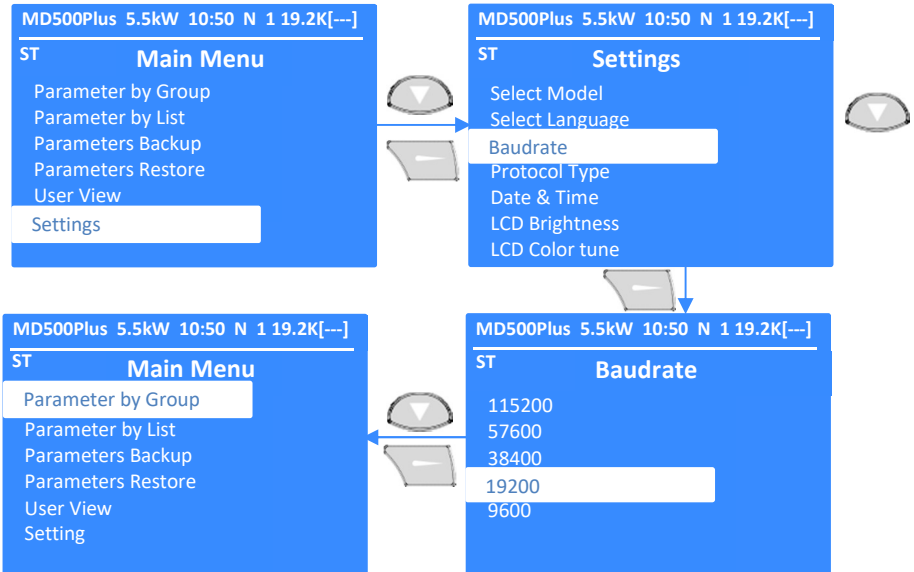 MD500Plus 5.5kW 10:50 N 1 19.2K[---]
ST
Main Menu
Parameter by Group
Parameter by List
Parameters Backup
Parameters Restore
User View
Settings
MD500Plus 5.5kW 10:50 N 1 19.2K[---]
ST
Settings
Select Model
Select Language
Baudrate
Protocol Type
Date & Time
LCD Brightness
LCD Color tune
MD500Plus 5.5kW 10:50 N 1 19.2K[---]
ST
Main Menu
Parameter by Group
Parameter by List
Parameters Backup
Parameters Restore
User View
Setting
MD500Plus 5.5kW 10:50 N 1 19.2K[---]
ST
Baudrate
115200
57600
38400
19200
9600